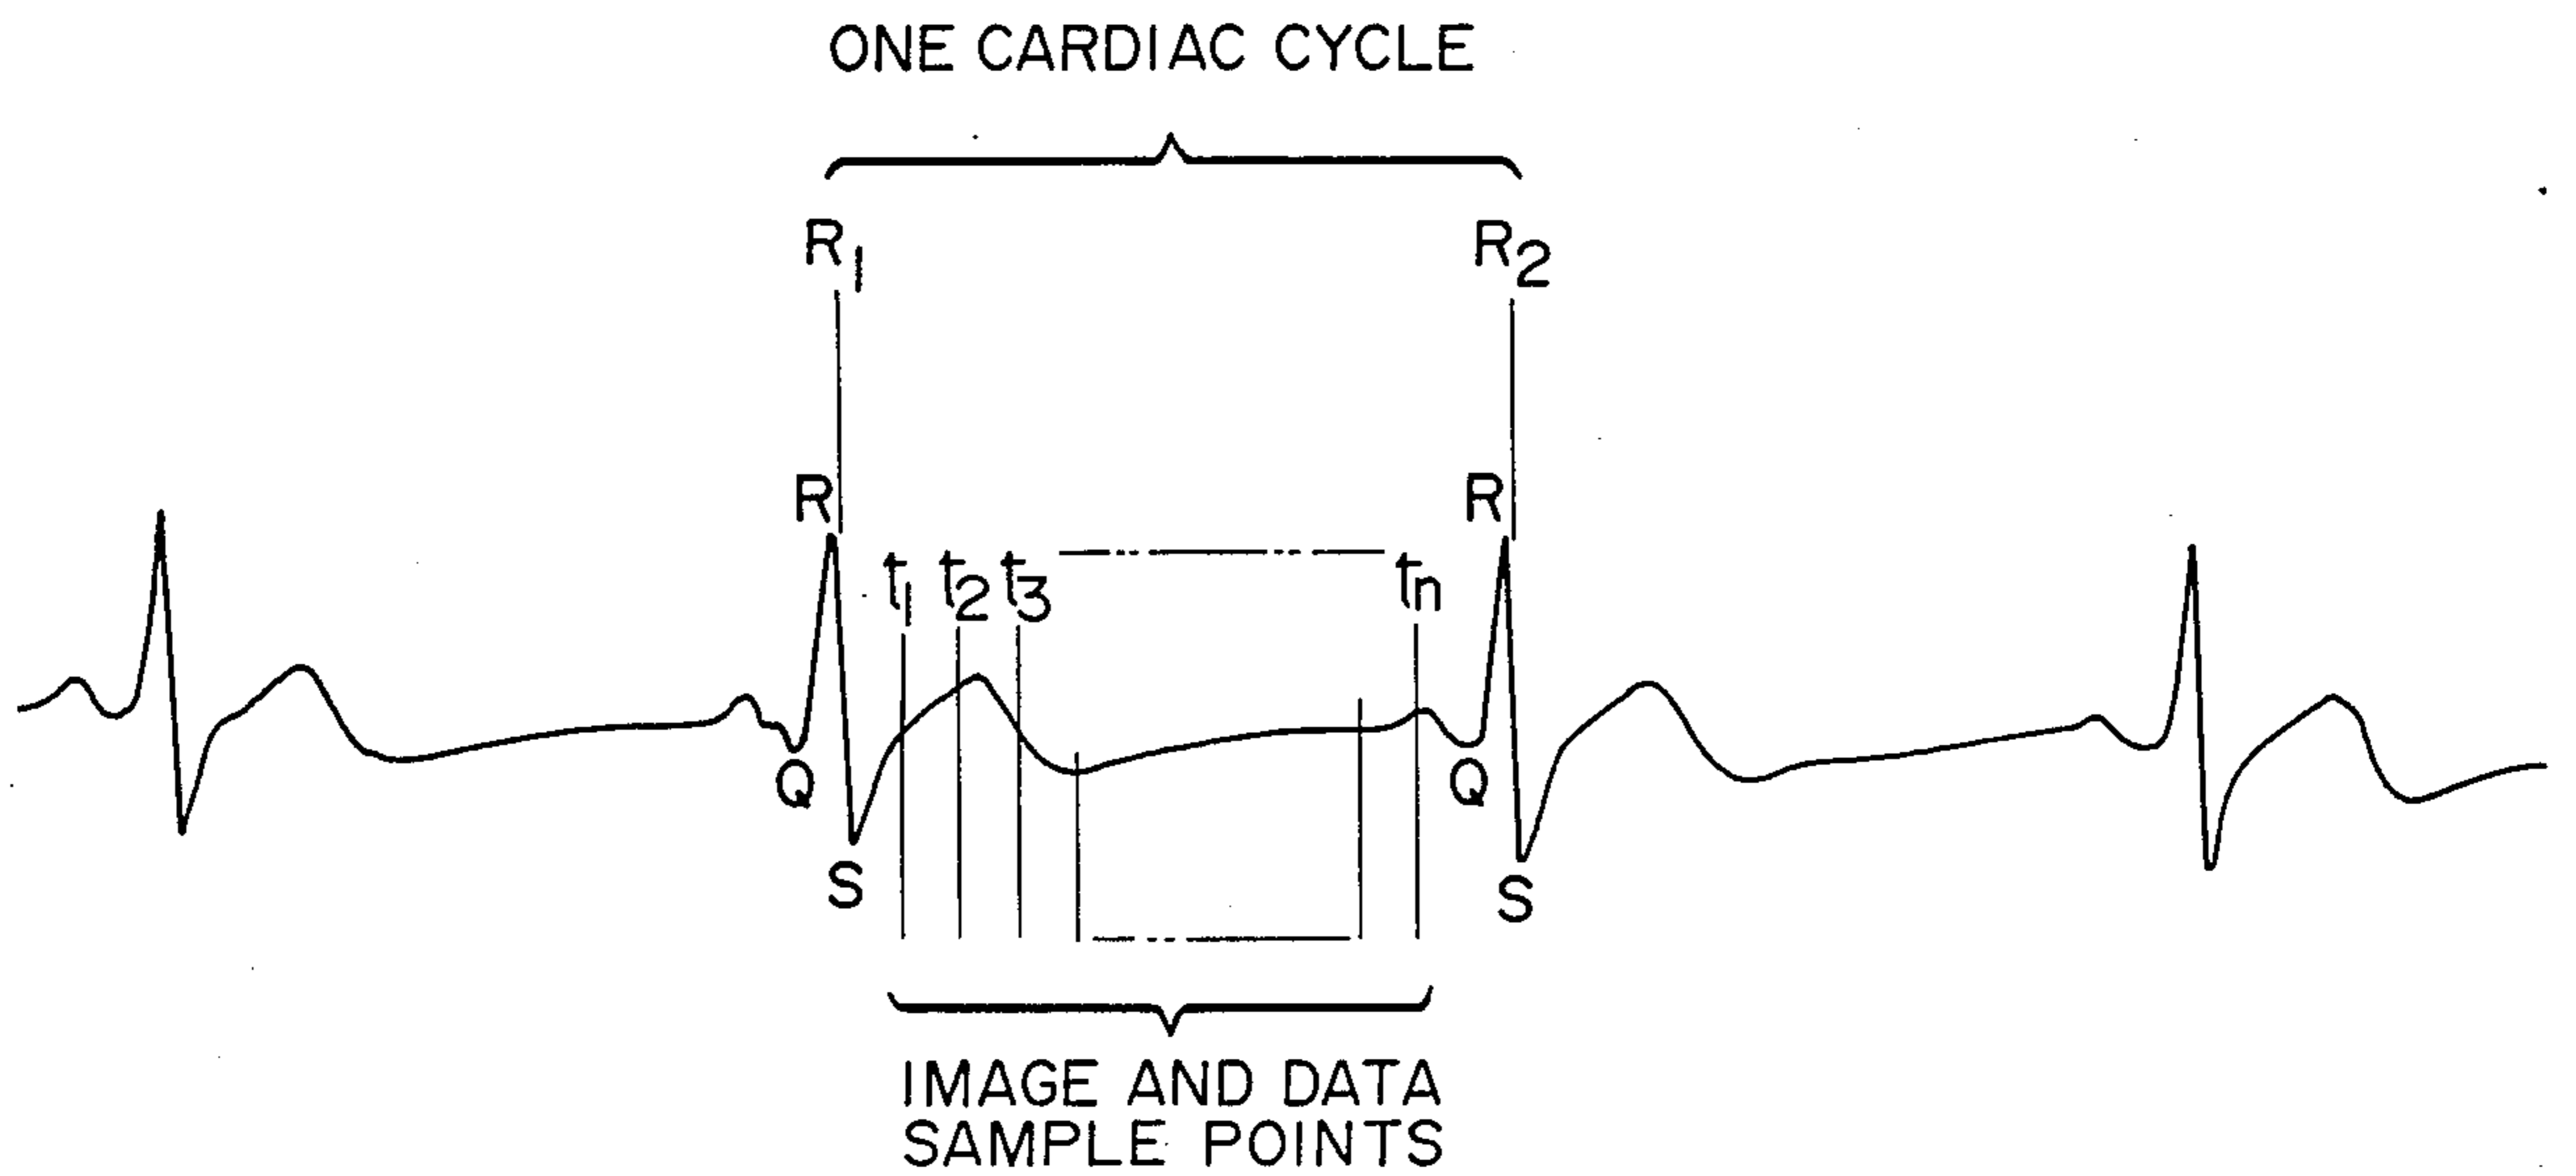 ONE CARDIAC CYCLE
R1 R2
R R
t1 t2 t3 tn
Q Q
S S
IMAGE AND DATA
SAMPLE POINTS